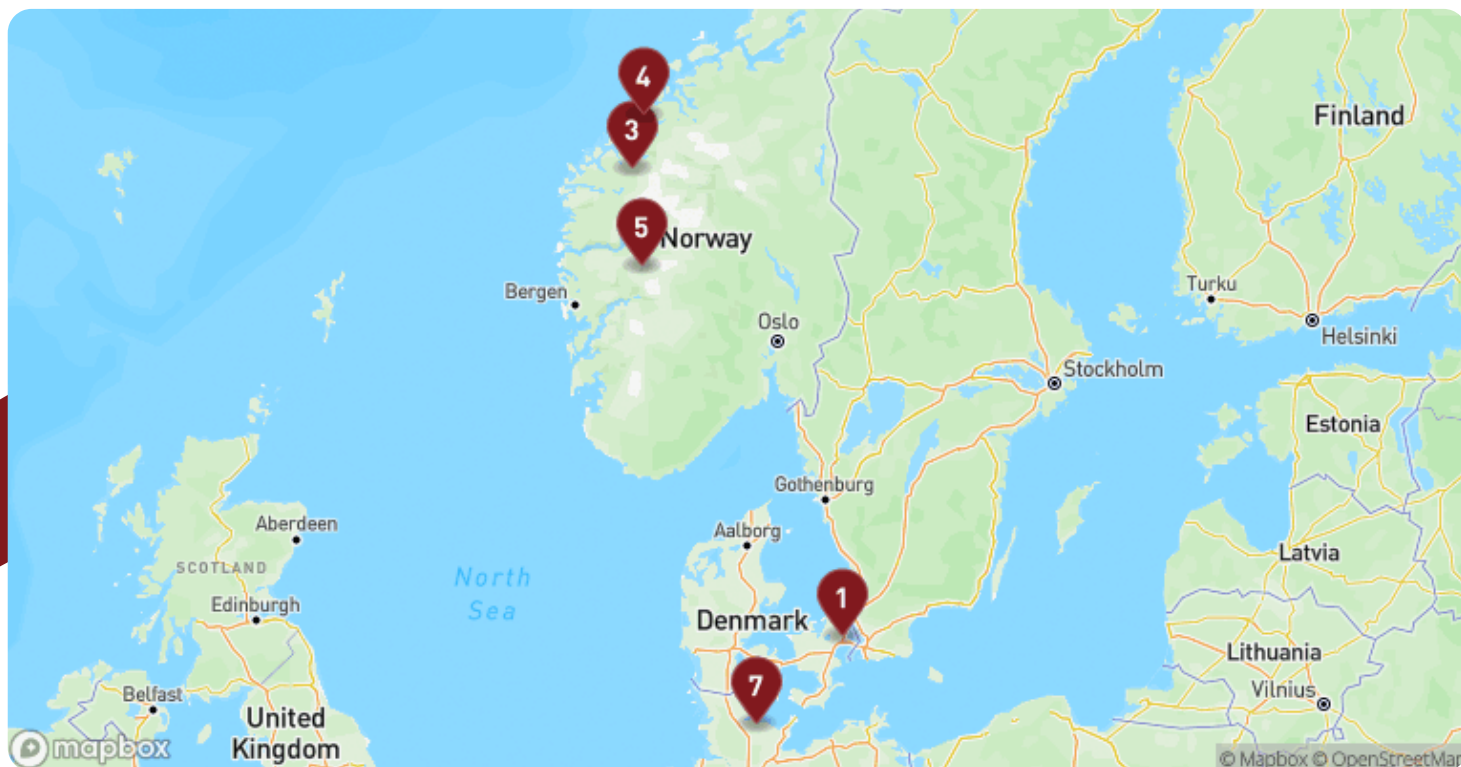 4
Finland
3
5
Norway
Turku
Bergen
Oslo
Helsinki
Stockholm
Estonia
Gothenburg
Aberdeen
Aalborg
Latvia
SCOTLAND
North
Sea
1
Edinburgh
Denmark
Lithuania
7
Vilnius
Belfast
United
Kingdom
mapbox
© Mapbox © OpenStreetMap